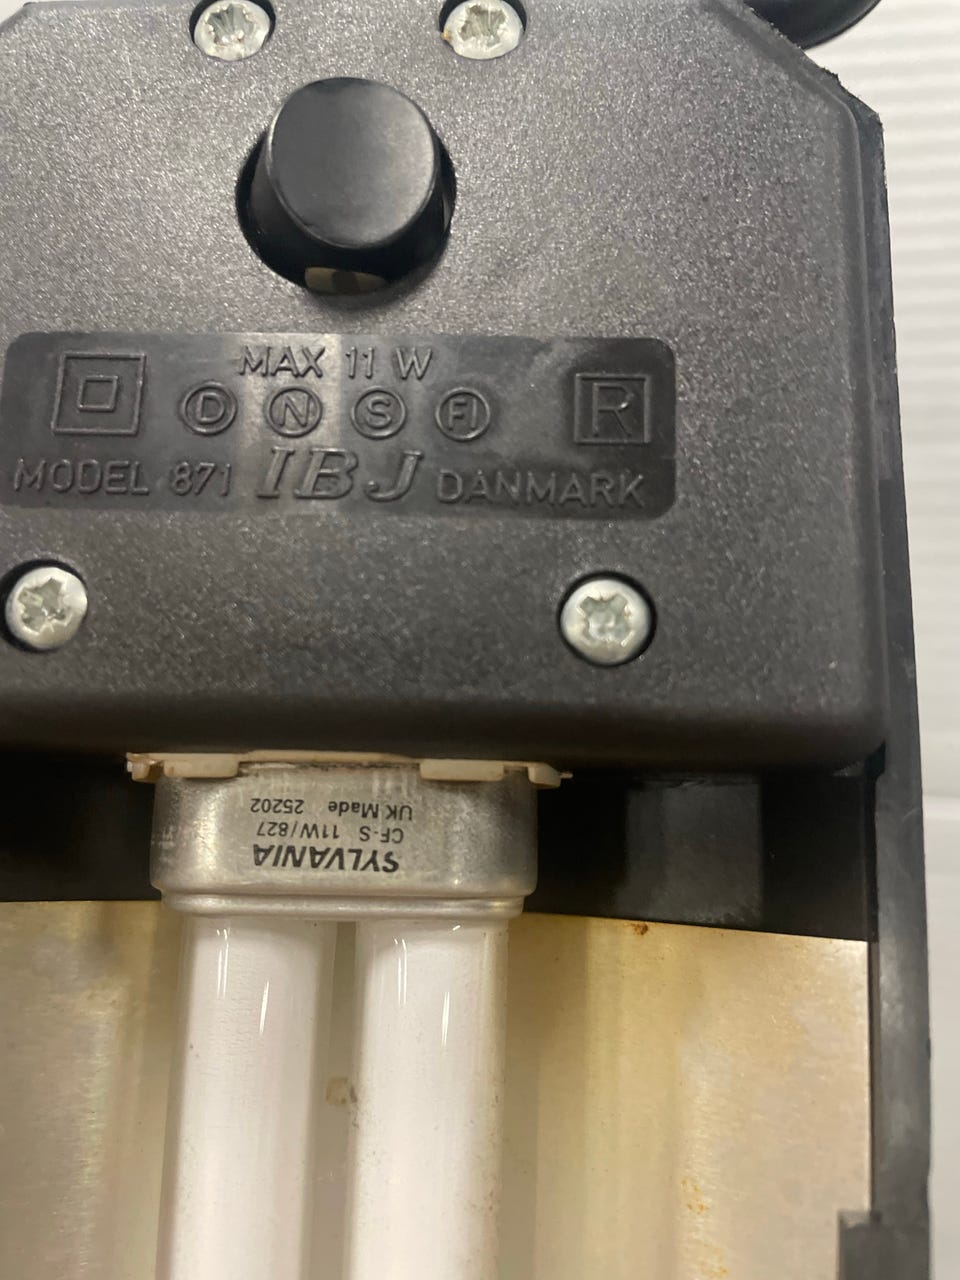 MAX 11 W
D N S FI R
MODEL 871 IBJ DANMARK
SYLVANIA
CF-S 11W/827
UK Made 25202